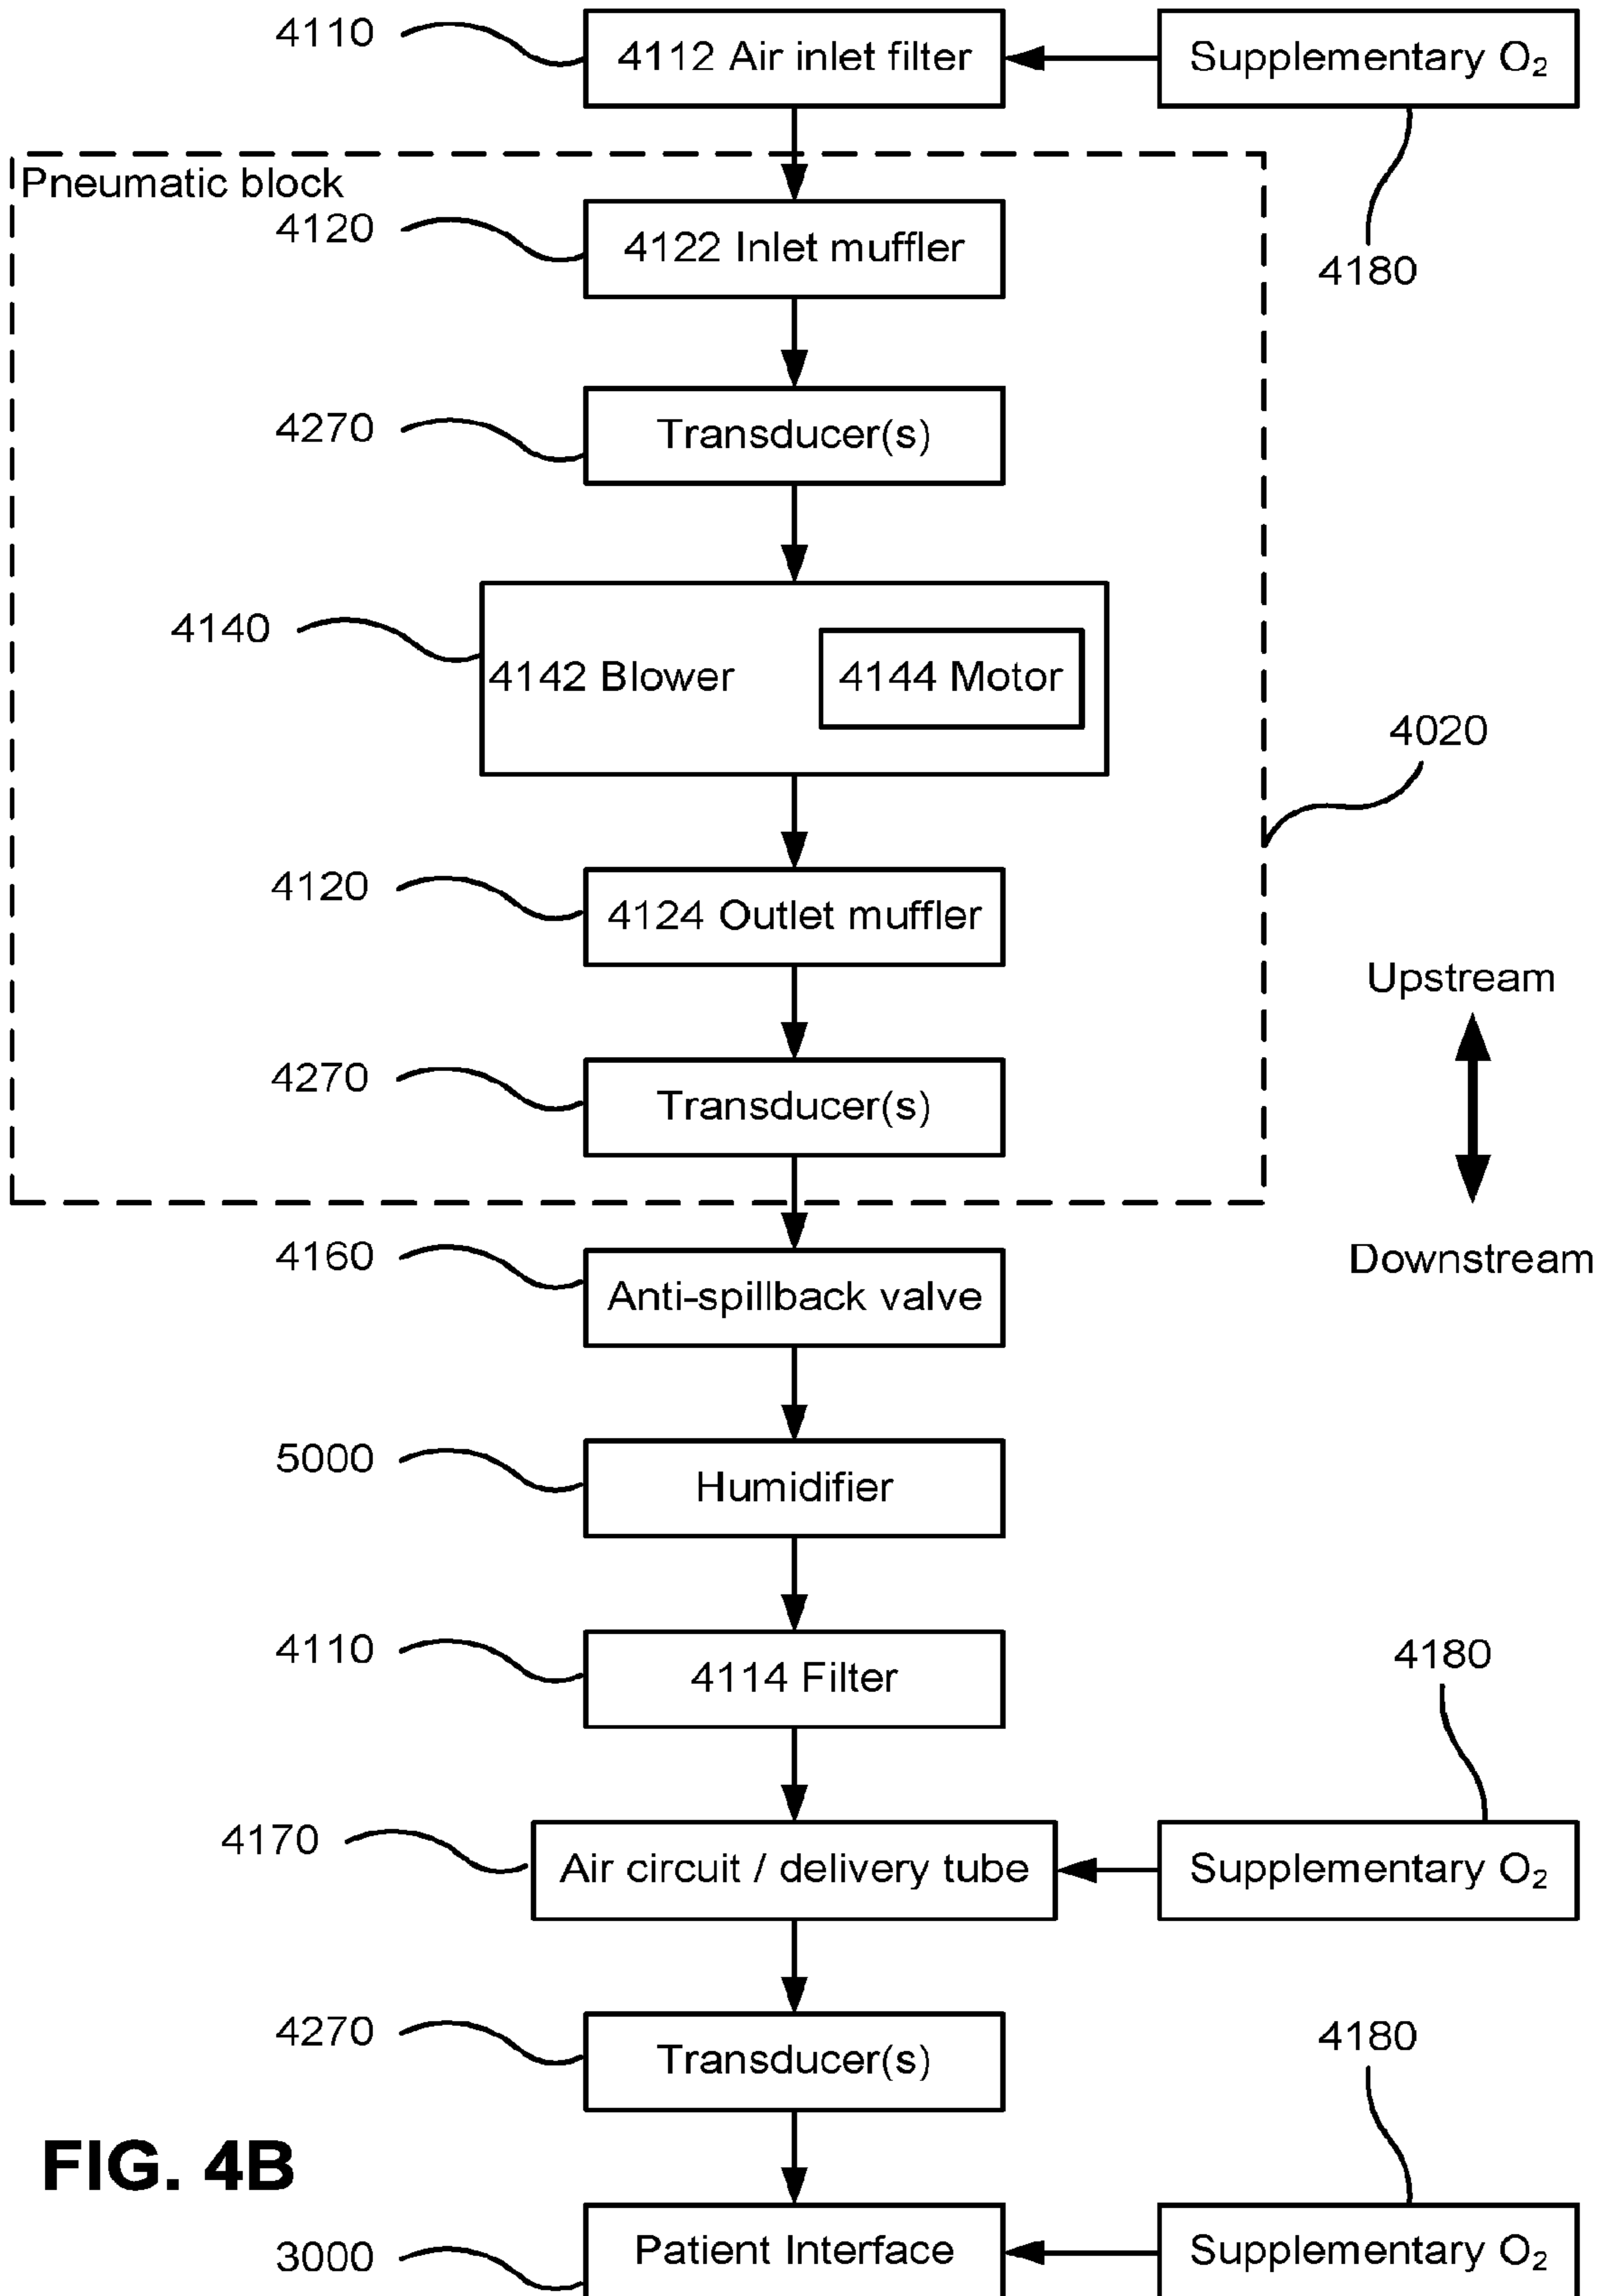 4110
4112 Air inlet filter
Supplementary O₂
4180
Pneumatic block
4120
4122 Inlet muffler
4270
Transducer(s)
4140
4142 Blower
4144 Motor
4020
4120
4124 Outlet muffler
Upstream
4270
Transducer(s)
Downstream
4160
Anti-spillback valve
5000
Humidifier
4110
4114 Filter
4180
4170
Air circuit / delivery tube
Supplementary O₂
4270
Transducer(s)
4180
FIG. 4B
3000
Patient Interface
Supplementary O₂